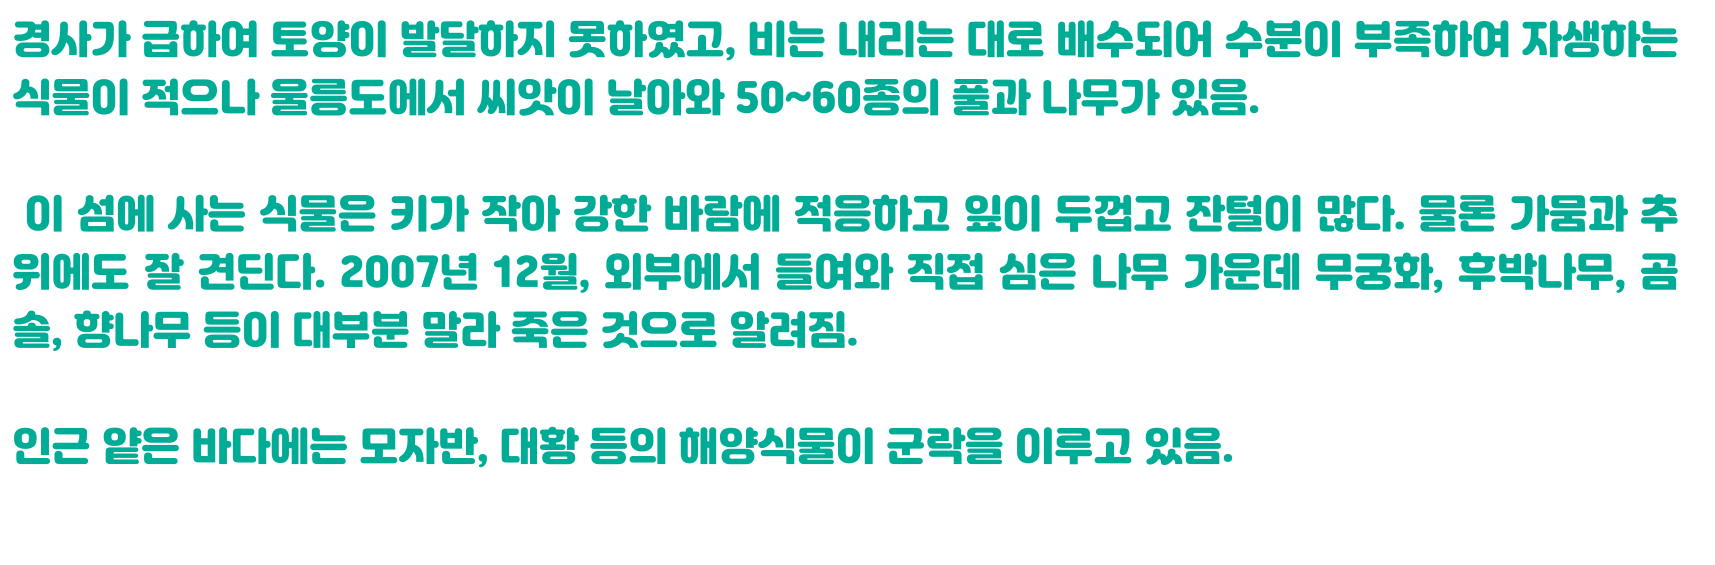 경사가 급하여 토양이 발달하지 못하였고, 비는 내리는 대로 배수되어 수분이 부족하여 자생하는
식물이 적으나 울릉도에서 씨앗이 날아와 50~60종의 풀과 나무가 있음.
이 섬에 사는 식물은 키가 작아 강한 바람에 적응하고 잎이 두껍고 잔털이 많다. 물론 가뭄과 추
위에도 잘 견딘다. 2007년 12월, 외부에서 들여와 직접 심은 나무 가운데 무궁화, 후박나무, 곰
솔, 향나무 등이 대부분 말라 죽은 것으로 알려짐.
인근 얕은 바다에는 모자반, 대황 등의 해양식물이 군락을 이루고 있음.